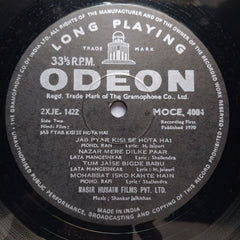 LONG PLAYING
TRADE MARK
33⅓ R.P.M.
ODEON
Regd. Trade Mark of The Gramophone Co., Ltd.
2XJE. 1422
MOCE. 4004
Side Two
Hindi Film:
Recording First
Published 1970
JAB PYAR KISI SE HOTA HAI
JAB PYAR KISI SE HOTA HAI
MOHD. RAFI Lyric: H. Jaipuri
NAZAR MERE DILKE PAAR
LATA MANGESHKAR Lyric: Shailendra
TUM JAISE BIGDE BABU
LATA MANGESHKAR Lyric: Shailendra
MOHABBAT ISKO KAHTE HAIN
MOHD. RAFI Lyric: H. Jaipuri
NASIR HUSAIN FILMS PVT. LTD.
Music: Shankar Jaikishan
MADE IN INDIA